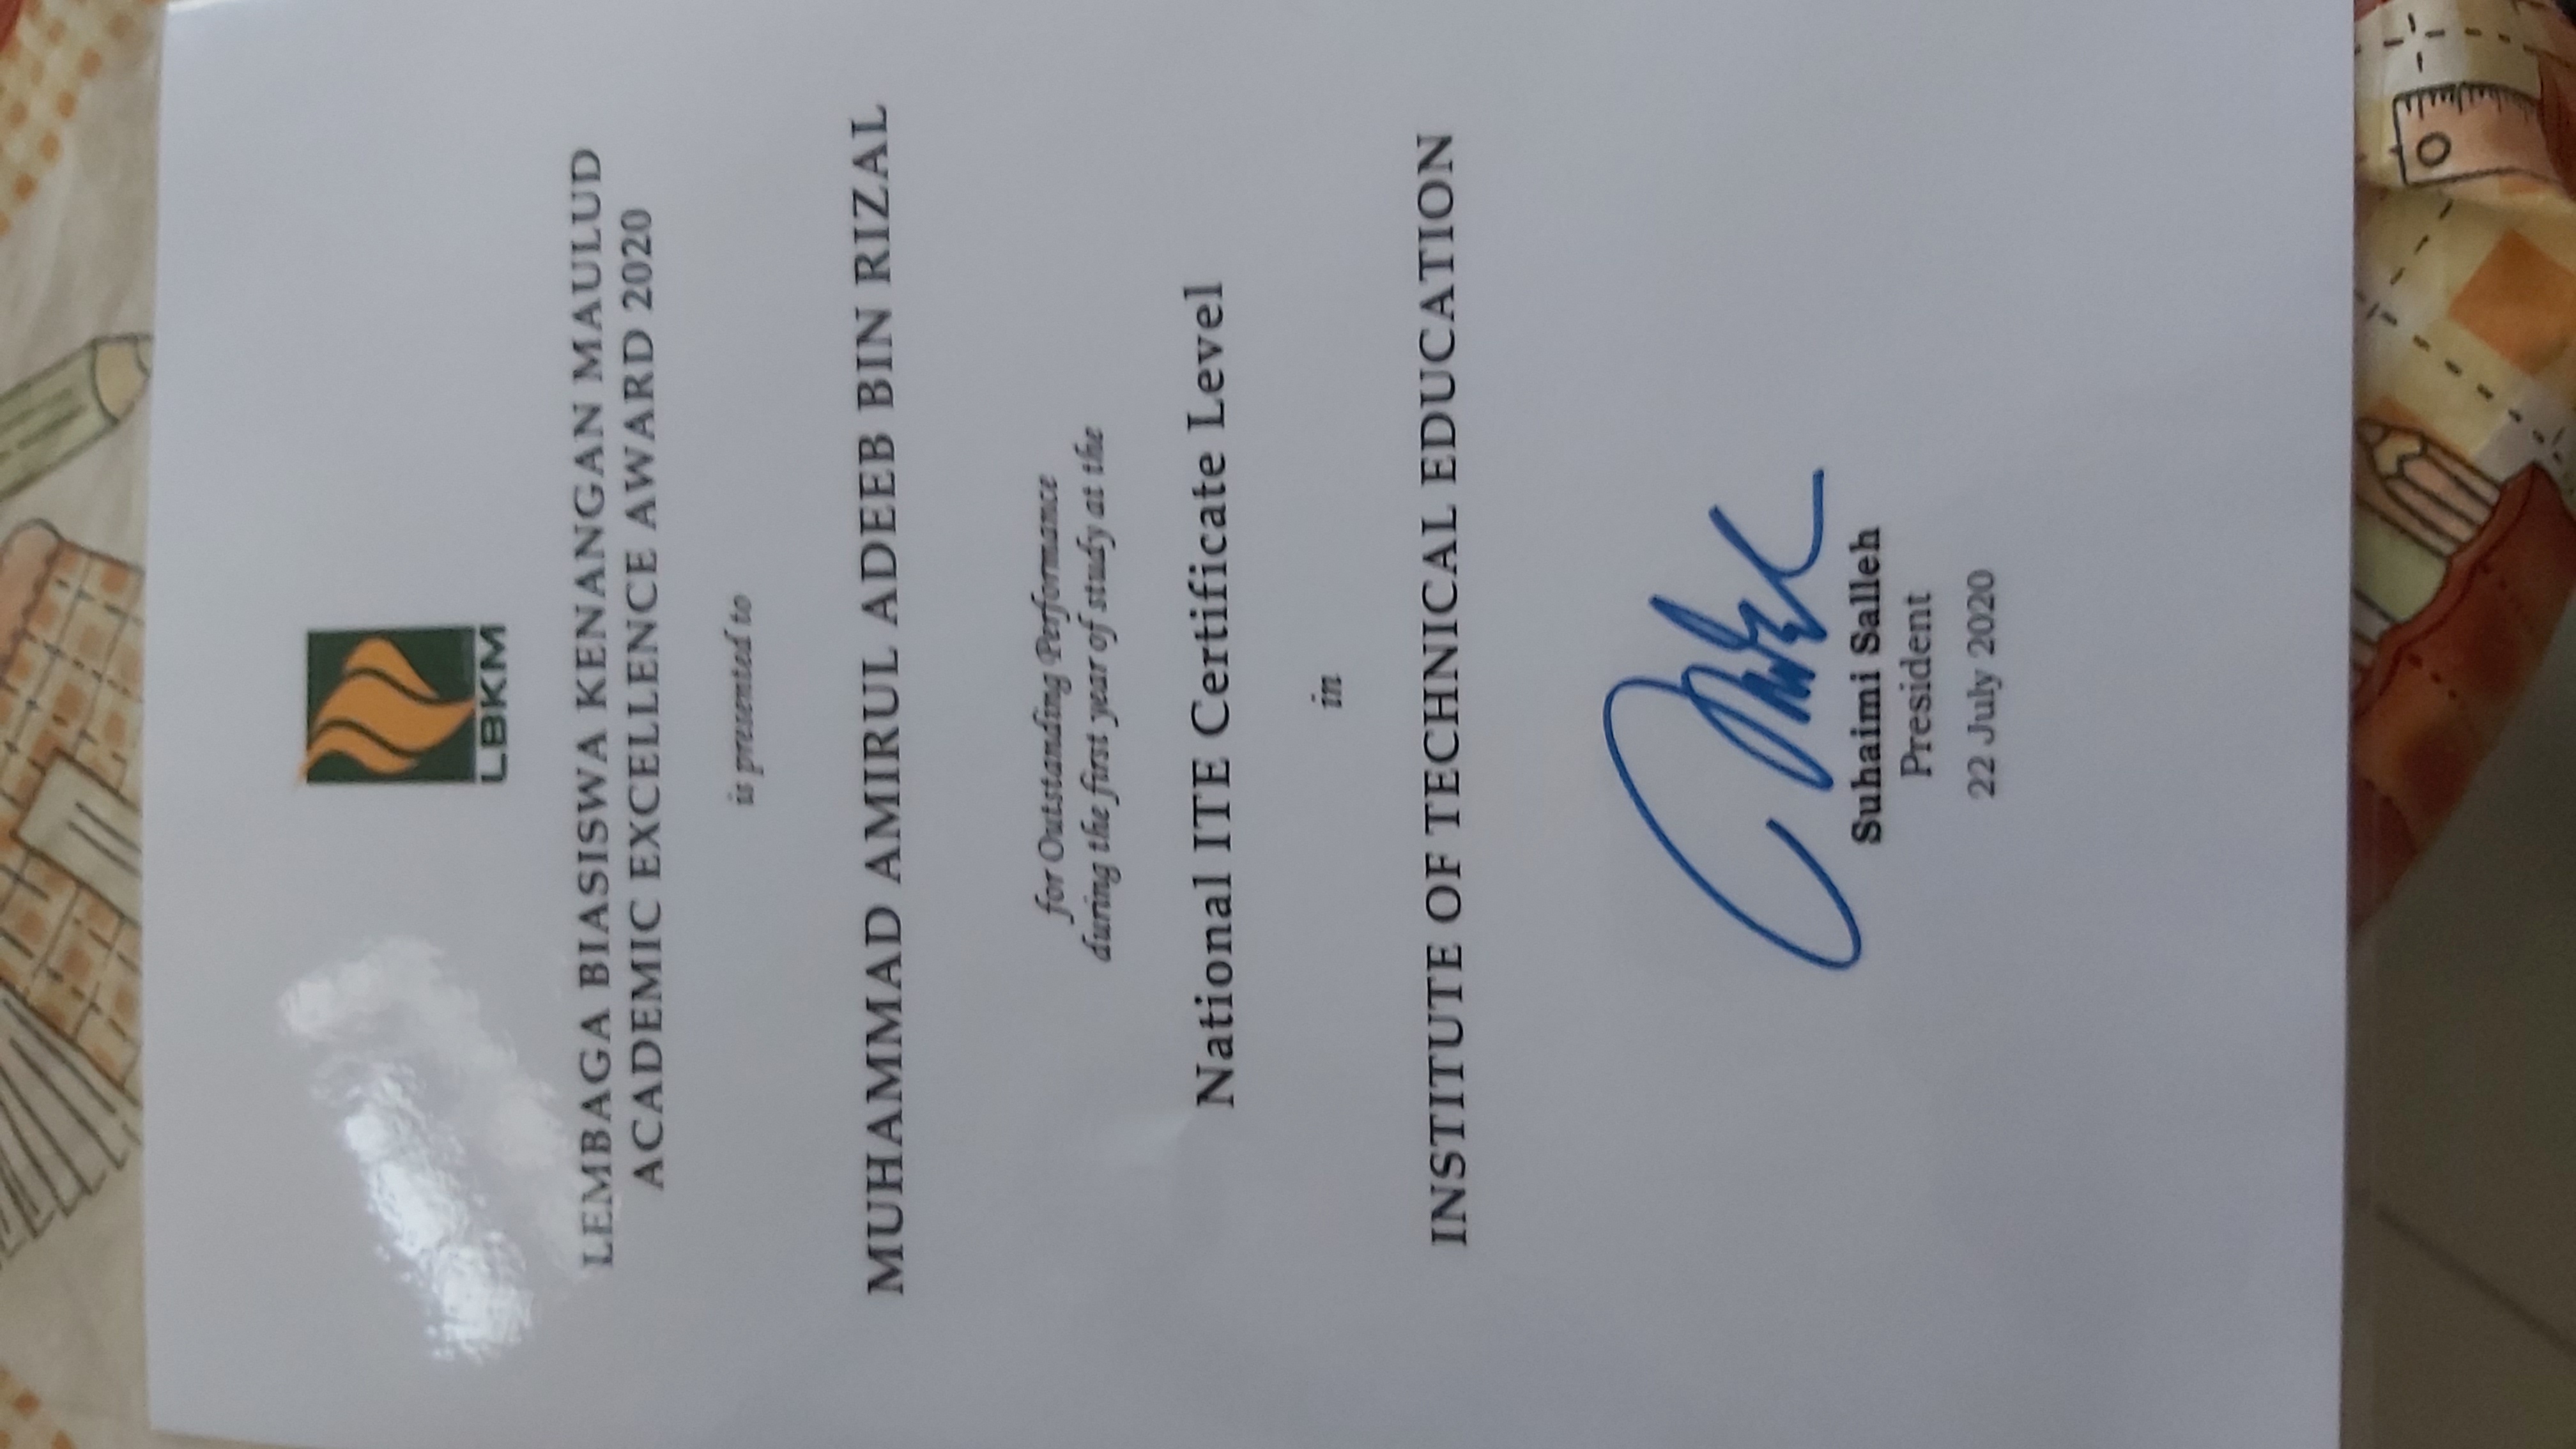 LBKM
LEMBAGA BIASISWA KENANGAN MAULUD
ACADEMIC EXCELLENCE AWARD 2020
is presented to
MUHAMMAD AMIRUL ADEEB BIN RIZAL
for Outstanding Performance
during the first year of study at the
National ITE Certificate Level
in
INSTITUTE OF TECHNICAL EDUCATION
Suhaimi Salleh
President
22 July 2020